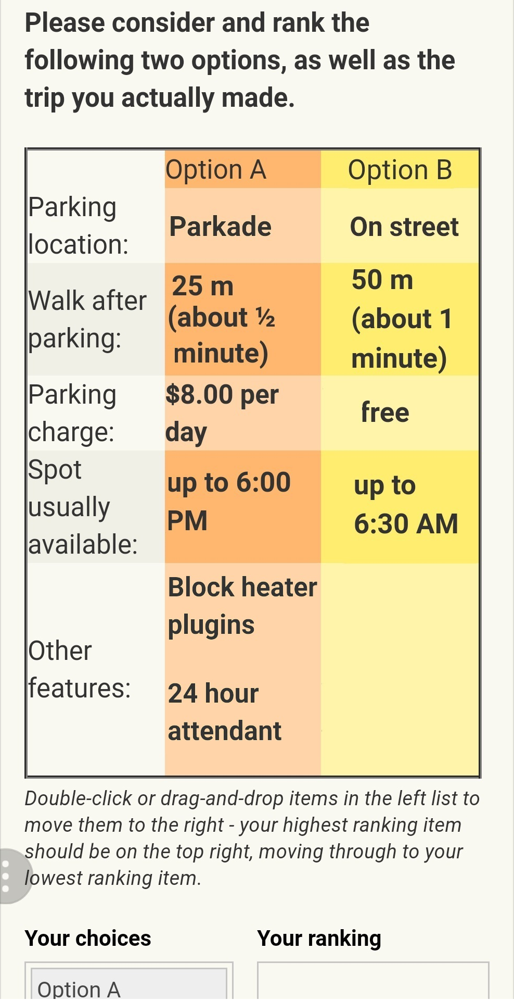 Please consider and rank the
following two options, as well as the
trip you actually made.
Option A
Option B
Parking
location:
Parkade
On street
Walk after
parking:
25 m
(about ½
minute)
50 m
(about 1
minute)
Parking
charge:
$8.00 per
day
free
Spot
usually
available:
up to 6:00
PM
up to
6:30 AM
Other
features:
Block heater
plugins
24 hour
attendant
Double-click or drag-and-drop items in the left list to
move them to the right - your highest ranking item
should be on the top right, moving through to your
lowest ranking item.
Your choices
Your ranking
Option A